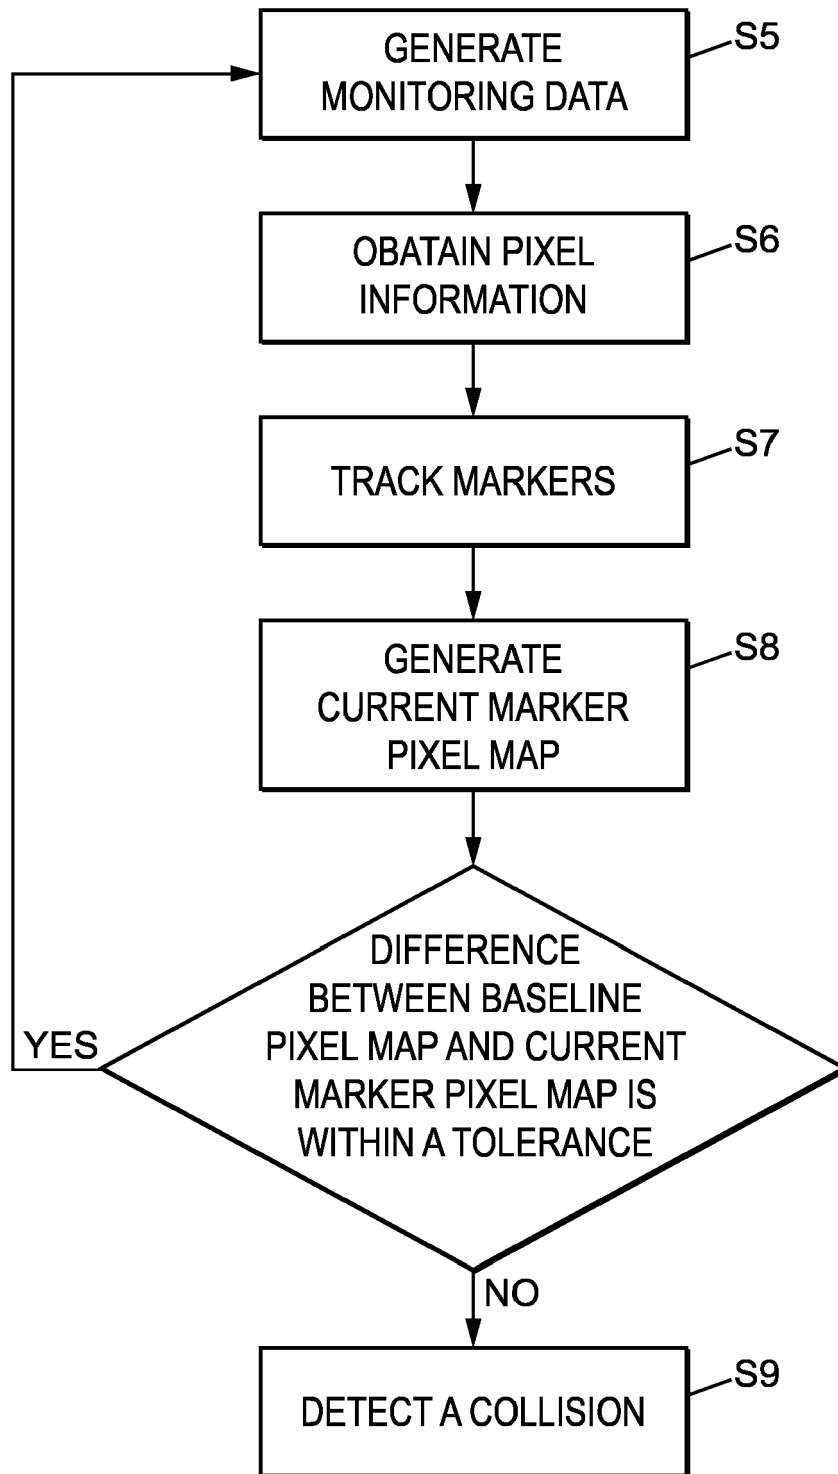 GENERATE
MONITORING DATA
S5
OBATAIN PIXEL
INFORMATION
S6
TRACK MARKERS
S7
GENERATE
CURRENT MARKER
PIXEL MAP
S8
DIFFERENCE
BETWEEN BASELINE
PIXEL MAP AND CURRENT
MARKER PIXEL MAP IS
WITHIN A TOLERANCE
YES
NO
DETECT A COLLISION
S9